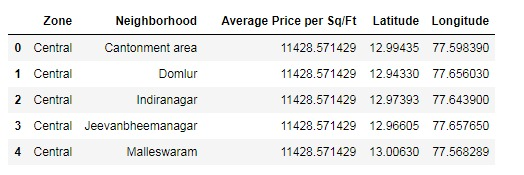 Zone Neighborhood Average Price per Sq/Ft Latitude Longitude
0 Central Cantonment area 11428.571429 12.99435 77.598390
1 Central Domlur 11428.571429 12.94330 77.656030
2 Central Indiranagar 11428.571429 12.97393 77.643900
3 Central Jeevanbheemanagar 11428.571429 12.96605 77.657650
4 Central Malleswaram 11428.571429 13.00630 77.568289